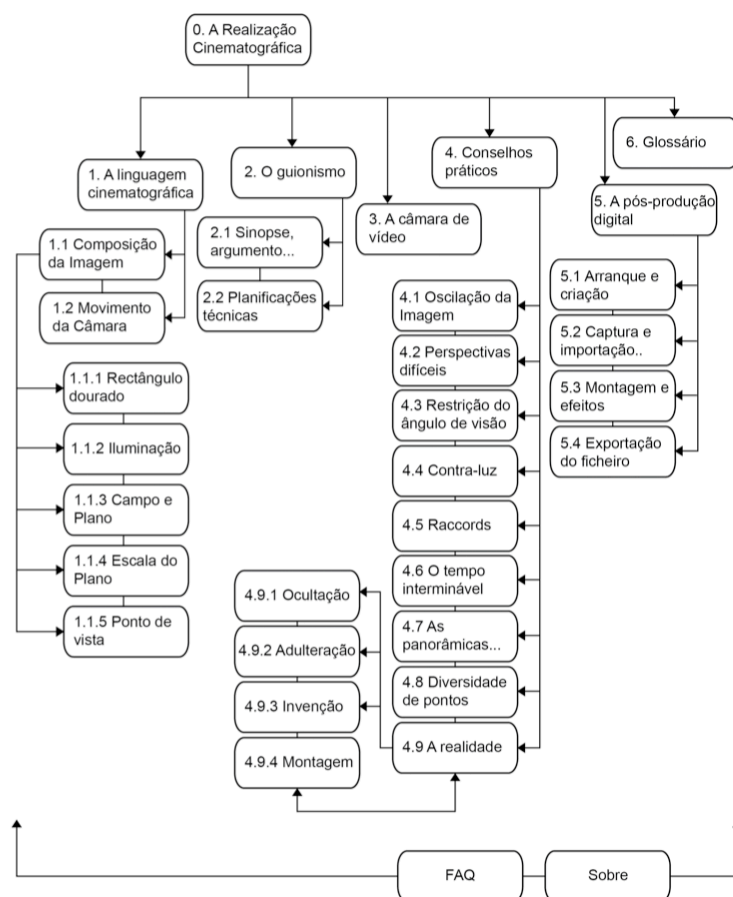 0. A Realização
Cinematográfica
1. A linguagem
cinematográfica
2. O guionismo
3. A câmara de
vídeo
4. Conselhos
práticos
5. A pós-produção
digital
6. Glossário
1.1 Composição
da Imagem
1.2 Movimento
da Câmara
1.1.1 Rectângulo
dourado
1.1.2 Iluminação
1.1.3 Campo e
Plano
1.1.4 Escala do
Plano
1.1.5 Ponto de
vista
2.1 Sinopse,
argumento...
2.2 Planificações
técnicas
4.1 Oscilação da
Imagem
4.2 Perspectivas
difíceis
4.3 Restrição do
ângulo de visão
4.4 Contra-luz
4.5 Raccords
4.6 O tempo
interminável
4.7 As
panorâmicas...
4.8 Diversidade
de pontos
4.9 A realidade
4.9.1 Ocultação
4.9.2 Adulteração
4.9.3 Invenção
4.9.4 Montagem
5.1 Arranque e
criação
5.2 Captura e
importação..
5.3 Montagem e
efeitos
5.4 Exportação
do ficheiro
FAQ
Sobre